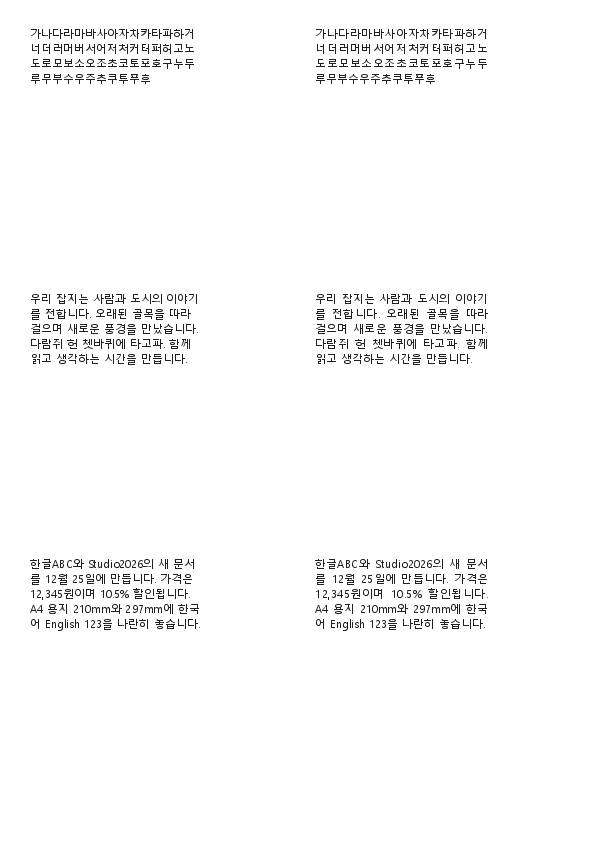 가나다라마바사아자차카타파하거
너더러머버서어저처커터퍼허고노
도로모보소오조초코토포호구누두
루무부수우주추쿠투푸후
가나다라마바사아자차카타파하거
너더러머버서어저처커터퍼허고노
도로모보소오조초코토포호구누두
루무부수우주추쿠투푸후
우리 잡지는 사람과 도시의 이야기
를 전합니다. 오래된 골목을 따라
걸으며 새로운 풍경을 만났습니다.
다람쥐 헌 쳇바퀴에 타고파. 함께
읽고 생각하는 시간을 만듭니다.
우리 잡지는 사람과 도시의 이야기
를 전합니다. 오래된 골목을 따라
걸으며 새로운 풍경을 만났습니다.
다람쥐 헌 쳇바퀴에 타고파. 함께
읽고 생각하는 시간을 만듭니다.
한글ABC와 Studio2026의 새 문서
를 12월 25일에 만듭니다. 가격은
12,345원이며 10.5% 할인됩니다.
A4 용지 210mm와 297mm에 한국
어 English 123을 나란히 놓습니다.
한글ABC와 Studio2026의 새 문서
를 12월 25일에 만듭니다. 가격은
12,345원이며 10.5% 할인됩니다.
A4 용지 210mm와 297mm에 한국
어 English 123을 나란히 놓습니다.